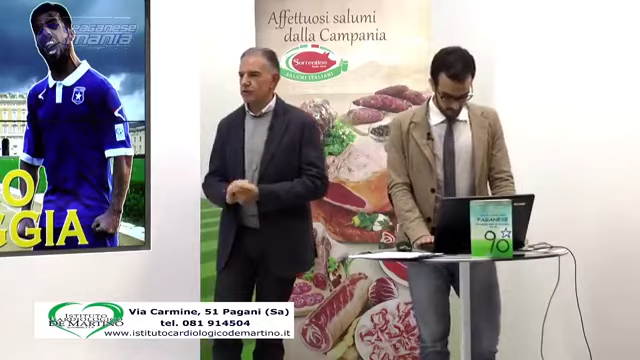 PAGANESE
MANIA
Affettuosi salumi
dalla Campania
Sorrentino
SALUMI ITALIANI
O
GGIA
PAGANESE
90
ISTITUTO
CARDIOLOGICO
DE MARTINO
Via Carmine, 51 Pagani (Sa)
tel. 081 914504
www.istitutocardiologicodemartino.it